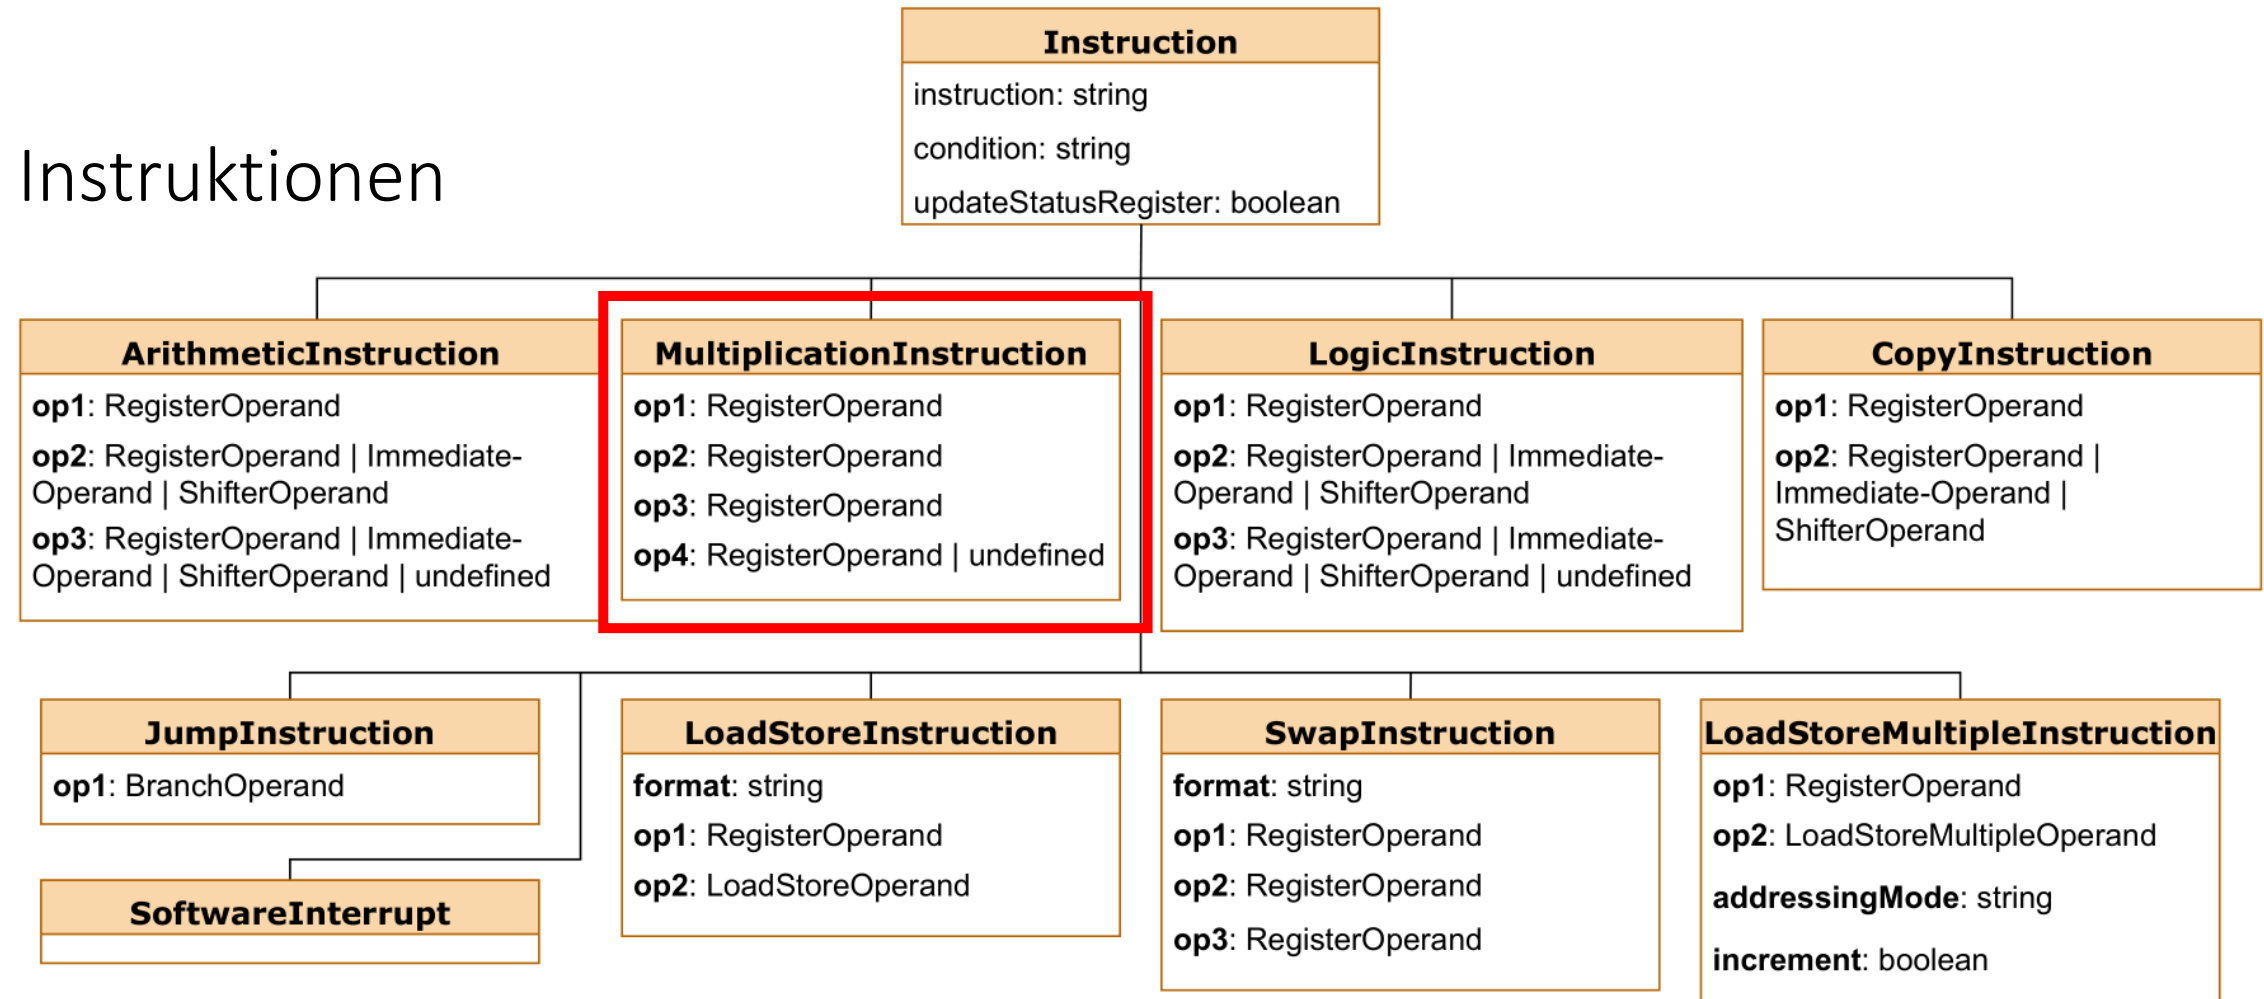 Instruction
instruction: string
condition: string
updateStatusRegister: boolean
Instruktionen
ArithmeticInstruction
op1: RegisterOperand
op2: RegisterOperand | Immediate-
Operand | ShifterOperand
op3: RegisterOperand | Immediate-
Operand | ShifterOperand | undefined
MultiplicationInstruction
op1: RegisterOperand
op2: RegisterOperand
op3: RegisterOperand
op4: RegisterOperand | undefined
LogicInstruction
op1: RegisterOperand
op2: RegisterOperand | Immediate-
Operand | ShifterOperand
op3: RegisterOperand | Immediate-
Operand | ShifterOperand | undefined
CopyInstruction
op1: RegisterOperand
op2: RegisterOperand |
Immediate-Operand |
ShifterOperand
JumpInstruction
op1: BranchOperand
SoftwareInterrupt
LoadStoreInstruction
format: string
op1: RegisterOperand
op2: LoadStoreOperand
SwapInstruction
format: string
op1: RegisterOperand
op2: RegisterOperand
op3: RegisterOperand
LoadStoreMultipleInstruction
op1: RegisterOperand
op2: LoadStoreMultipleOperand
addressingMode: string
increment: boolean